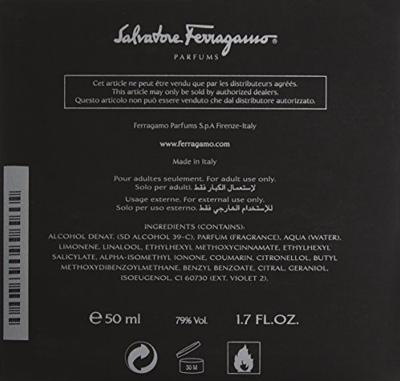 Salvatore Ferragamo®
PARFUMS
Cet article ne peut être vendu que par les distributeurs agréés.
This article may only be sold by authorized dealers.
Questo articolo non può essere venduto che dal distributore autorizzato.
Ferragamo Parfums S.p.A Firenze-Italy
www.ferragamo.com
Made in Italy
Pour adultes seulement. For adult use only.
Solo per adulti. لاستعمال الكبار فقط
Usage externe. For external use only.
Solo per uso esterno. للاستخدام الخارجي فقط
INGREDIENTS (CONTAINS):
ALCOHOL DENAT. (SD ALCOHOL 39-C), PARFUM (FRAGRANCE), AQUA (WATER),
LIMONENE, LINALOOL, ETHYLHEXYL METHOXYCINNAMATE, ETHYLHEXYL
SALICYLATE, ALPHA-ISOMETHYL IONONE, COUMARIN, CITRONELLOL, BUTYL
METHOXYDIBENZOYLMETHANE, BENZYL BENZOATE, CITRAL, GERANIOL,
ISOEUGENOL, CI 60730 (EXT. VIOLET 2).
℮ 50 ml 79% Vol. 1.7 FL.OZ.
30 M